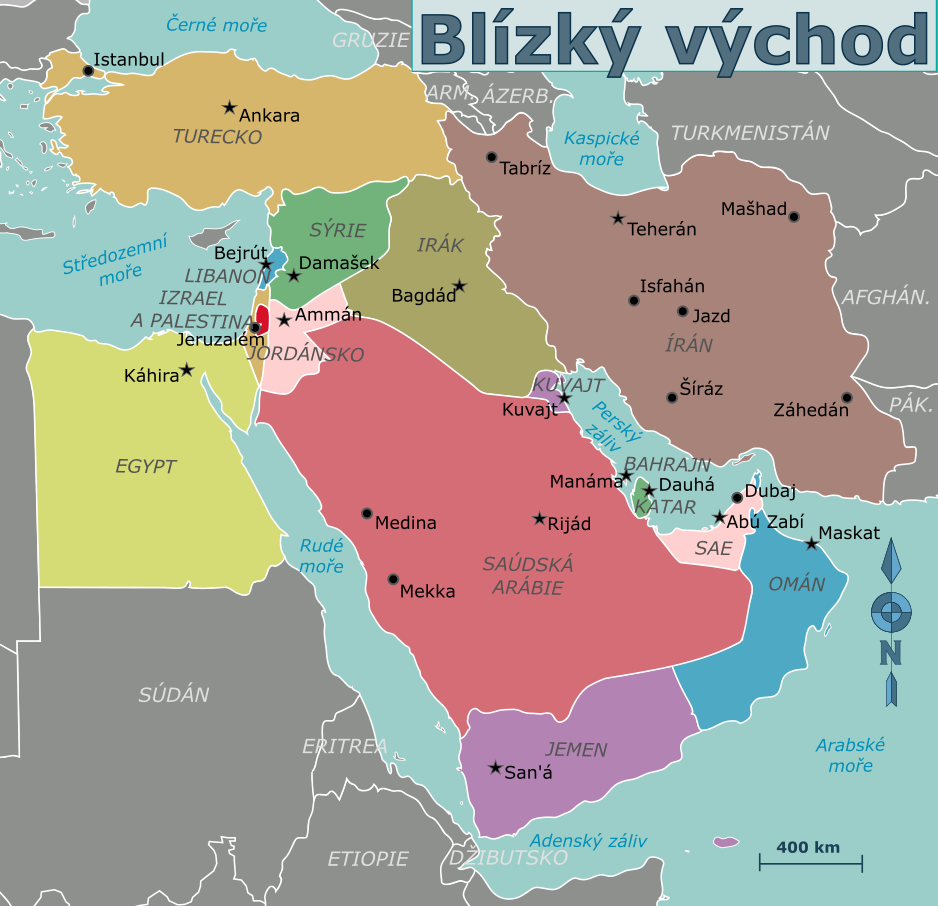 Blízký východ
Černé moře
GRUZIE
Istanbul
ARM.
ÁZERB.
Ankara
TURECKO
Kaspické
moře
TURKMENISTÁN
Tabríz
Mašhad
Teherán
SÝRIE
IRÁK
Středozemní
moře
Bejrút
Damašek
LIBANON
Bagdád
Isfahán
AFGHÁN.
IZRAEL
A PALESTINA
Ammán
Jazd
Jeruzalém
JORDÁNSKO
ÍRÁN
Káhira
KUVAJT
Kuvajt
Šíráz
Záhedán
PÁK.
Perský
záliv
EGYPT
BAHRAJN
Manáma
Dauhá
KATAR
Dubaj
Abú Zabí
Medina
Rijád
Maskat
Rudé
moře
SAE
SAÚDSKÁ
ARÁBIE
OMÁN
Mekka
N
SÚDÁN
ERITREA
JEMEN
San'á
Arabské
moře
Adenský záliv
400 km
ETIOPIE
DŽIBUTSKO